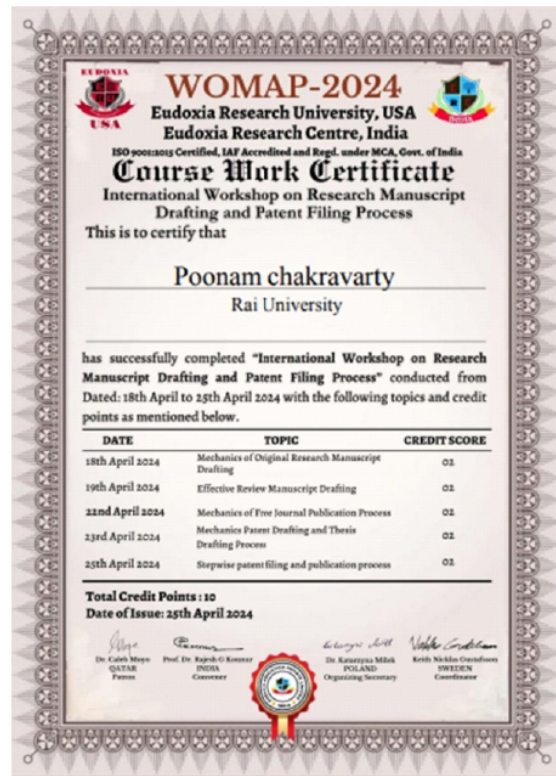 EUDOXIA
USA
INDIA
WOMAP-2024
Eudoxia Research University, USA
Eudoxia Research Centre, India
ISO 9001:2015 Certified, IAF Accredited and Regd. under MCA, Govt. of India
Course Work Certificate
International Workshop on Research Manuscript
Drafting and Patent Filing Process
This is to certify that
Poonam chakravarty
Rai University
has successfully completed “International Workshop on Research
Manuscript Drafting and Patent Filing Process” conducted from
Dated: 18th April to 25th April 2024 with the following topics and credit
points as mentioned below.
DATE TOPIC CREDIT SCORE
18th April 2024 Mechanics of Original Research Manuscript
Drafting 02
19th April 2024 Effective Review Manuscript Drafting 02
22nd April 2024 Mechanics of Free Journal Publication Process 02
23rd April 2024 Mechanics Patent Drafting and Thesis
Drafting Process 02
25th April 2024 Stepwise patent filing and publication process 02
Total Credit Points : 10
Date of Issue: 25th April 2024
Dr. Caleb Moyo Prof. Dr. Rajesh G Konnur Dr. Katarzyna Milek Keith Nicklas Gustafsson
QATAR INDIA POLAND SWEDEN
Patron Convener Organizing Secretary Coordinator